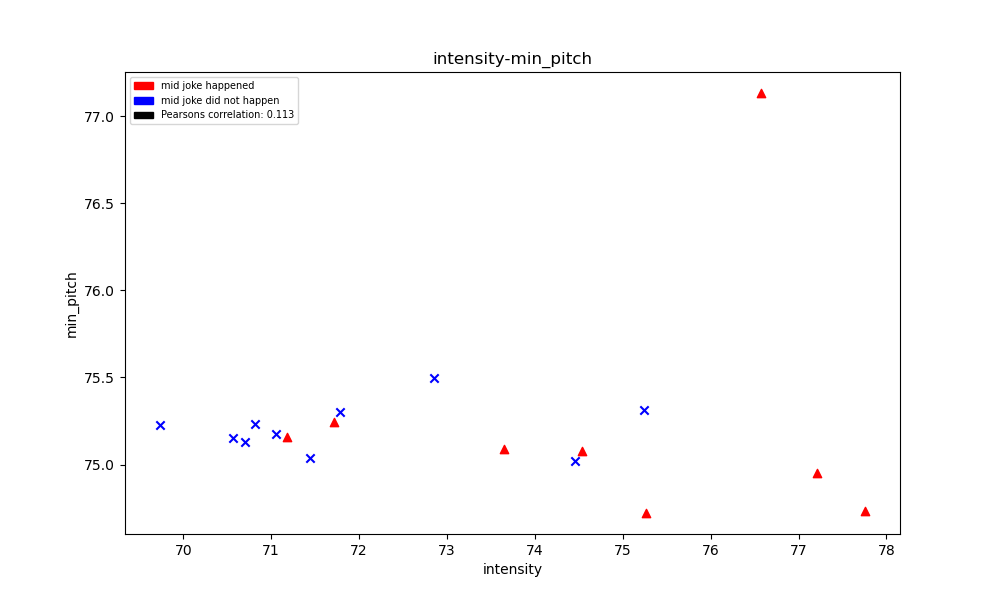 intensity-min_pitch
mid joke happened
mid joke did not happen
Pearsons correlation: 0.113
77.0
76.5
76.0
75.5
75.0
min_pitch
70 71 72 73 74 75 76 77 78
intensity